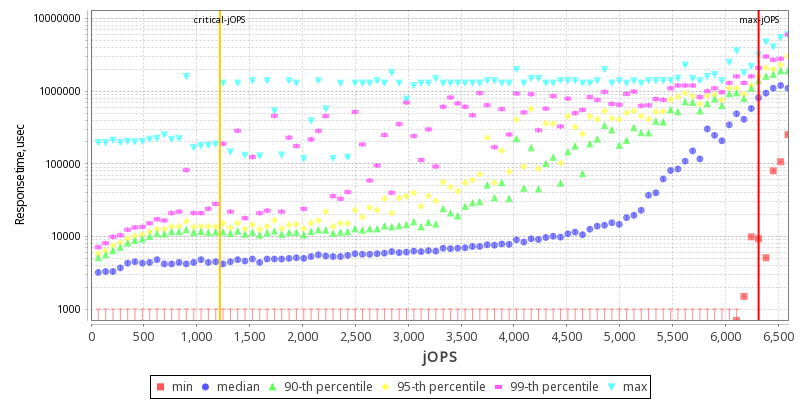 critical-jOPS max-jOPS
10000000
1000000
100000
10000
1000
Response time, usec
0 500 1,000 1,500 2,000 2,500 3,000 3,500 4,000 4,500 5,000 5,500 6,000 6,500
jOPS
min median 90-th percentile 95-th percentile 99-th percentile max